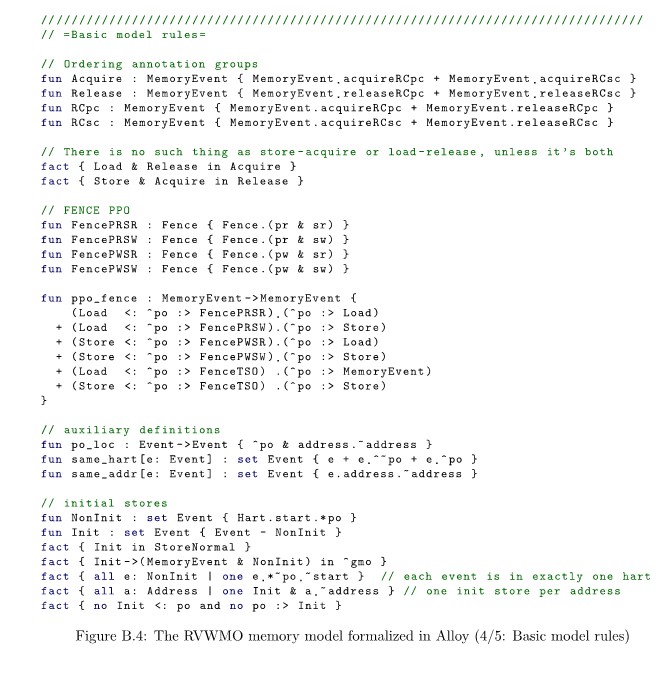 ////////////////////////////////////////////////////////////////////////////////
// =Basic model rules=
// Ordering annotation groups
fun Acquire : MemoryEvent { MemoryEvent.acquireRCpc + MemoryEvent.acquireRCsc }
fun Release : MemoryEvent { MemoryEvent.releaseRCpc + MemoryEvent.releaseRCsc }
fun RCpc : MemoryEvent { MemoryEvent.acquireRCpc + MemoryEvent.releaseRCpc }
fun RCsc : MemoryEvent { MemoryEvent.acquireRCsc + MemoryEvent.releaseRCsc }
// There is no such thing as store-acquire or load-release, unless it's both
fact { Load & Release in Acquire }
fact { Store & Acquire in Release }
// FENCE PPO
fun FencePRSR : Fence { Fence.(pr & sr) }
fun FencePRSW : Fence { Fence.(pr & sw) }
fun FencePWSR : Fence { Fence.(pw & sr) }
fun FencePWSW : Fence { Fence.(pw & sw) }
fun ppo_fence : MemoryEvent->MemoryEvent {
    (Load  <: ^po :> FencePRSR).(^po :> Load)
  + (Load  <: ^po :> FencePRSW).(^po :> Store)
  + (Store <: ^po :> FencePWSR).(^po :> Load)
  + (Store <: ^po :> FencePWSW).(^po :> Store)
  + (Load  <: ^po :> FenceTSO) .(^po :> MemoryEvent)
  + (Store <: ^po :> FenceTSO) .(^po :> Store)
}
// auxiliary definitions
fun po_loc : Event->Event { ^po & address.~address }
fun same_hart[e: Event] : set Event { e + e.^~po + e.^po }
fun same_addr[e: Event] : set Event { e.address.~address }
// initial stores
fun NonInit : set Event { Hart.start.*po }
fun Init : set Event { Event - NonInit }
fact { Init in StoreNormal }
fact { Init->(MemoryEvent & NonInit) in ^gmo }
fact { all e: NonInit | one e.*~po.~start }  // each event is in exactly one hart
fact { all a: Address | one Init & a.~address } // one init store per address
fact { no Init <: po and no po :> Init }
Figure B.4: The RVWMO memory model formalized in Alloy (4/5: Basic model rules)